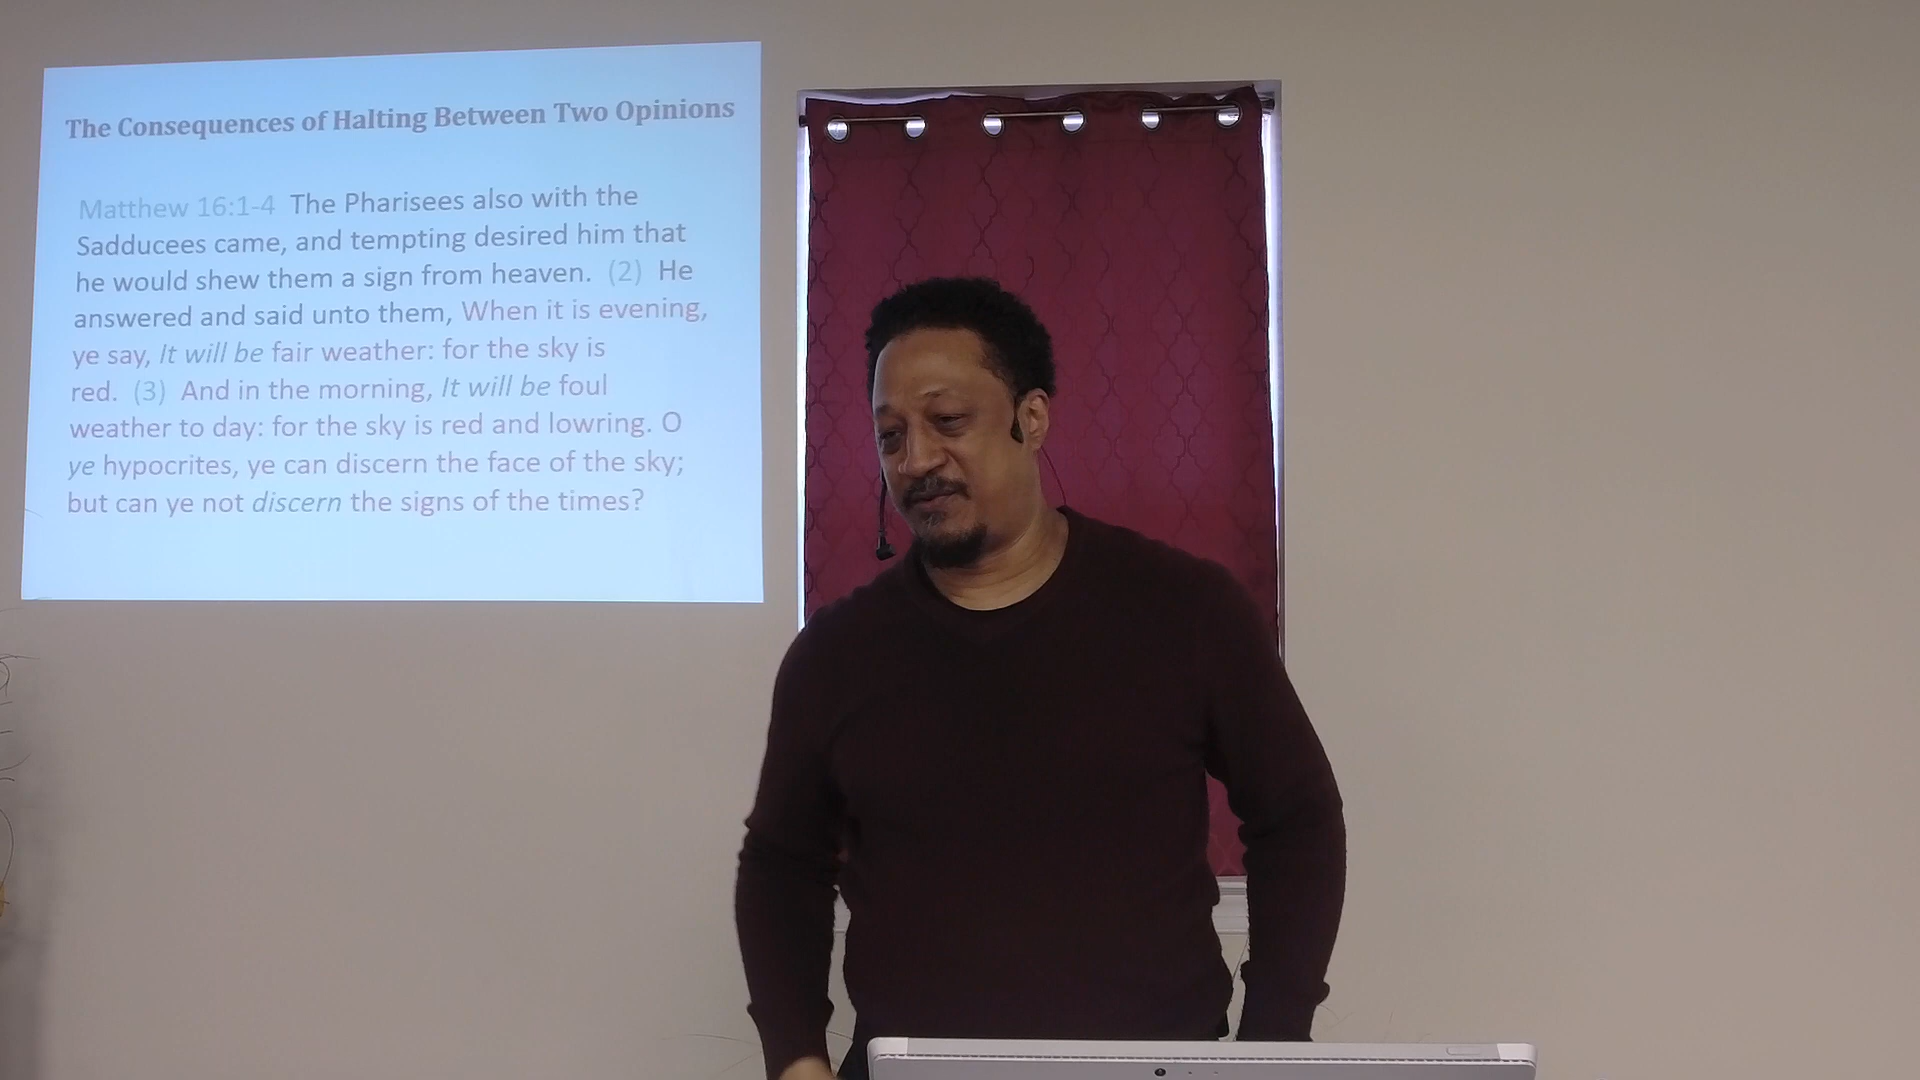 The Consequences of Halting Between Two Opinions
Matthew 16:1-4 The Pharisees also with the
Sadducees came, and tempting desired him that
he would shew them a sign from heaven. (2) He
answered and said unto them, When it is evening,
ye say, It will be fair weather: for the sky is
red. (3) And in the morning, It will be foul
weather to day: for the sky is red and lowring. O
ye hypocrites, ye can discern the face of the sky;
but can ye not discern the signs of the times?